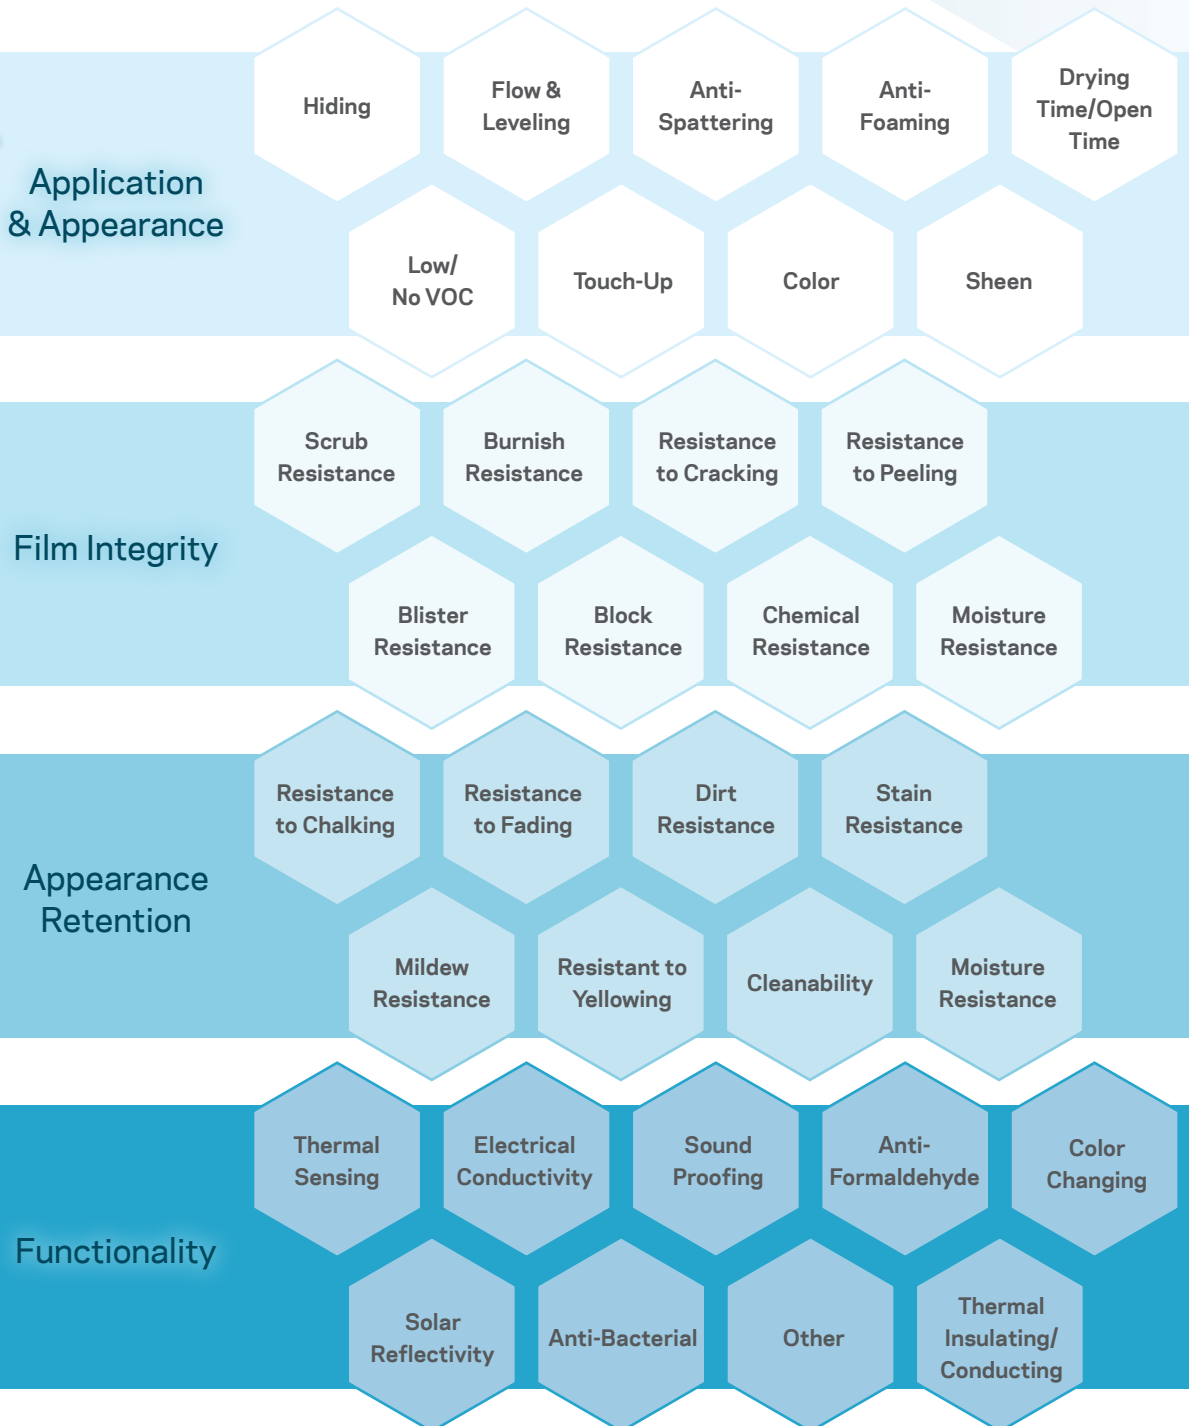 Application
& Appearance
Hiding
Flow &
Leveling
Anti-
Spattering
Anti-
Foaming
Drying
Time/Open
Time
Low/
No VOC
Touch-Up
Color
Sheen
Film Integrity
Scrub
Resistance
Burnish
Resistance
Resistance
to Cracking
Resistance
to Peeling
Blister
Resistance
Block
Resistance
Chemical
Resistance
Moisture
Resistance
Appearance
Retention
Resistance
to Chalking
Resistance
to Fading
Dirt
Resistance
Stain
Resistance
Mildew
Resistance
Resistant to
Yellowing
Cleanability
Moisture
Resistance
Functionality
Thermal
Sensing
Electrical
Conductivity
Sound
Proofing
Anti-
Formaldehyde
Color
Changing
Solar
Reflectivity
Anti-Bacterial
Other
Thermal
Insulating/
Conducting